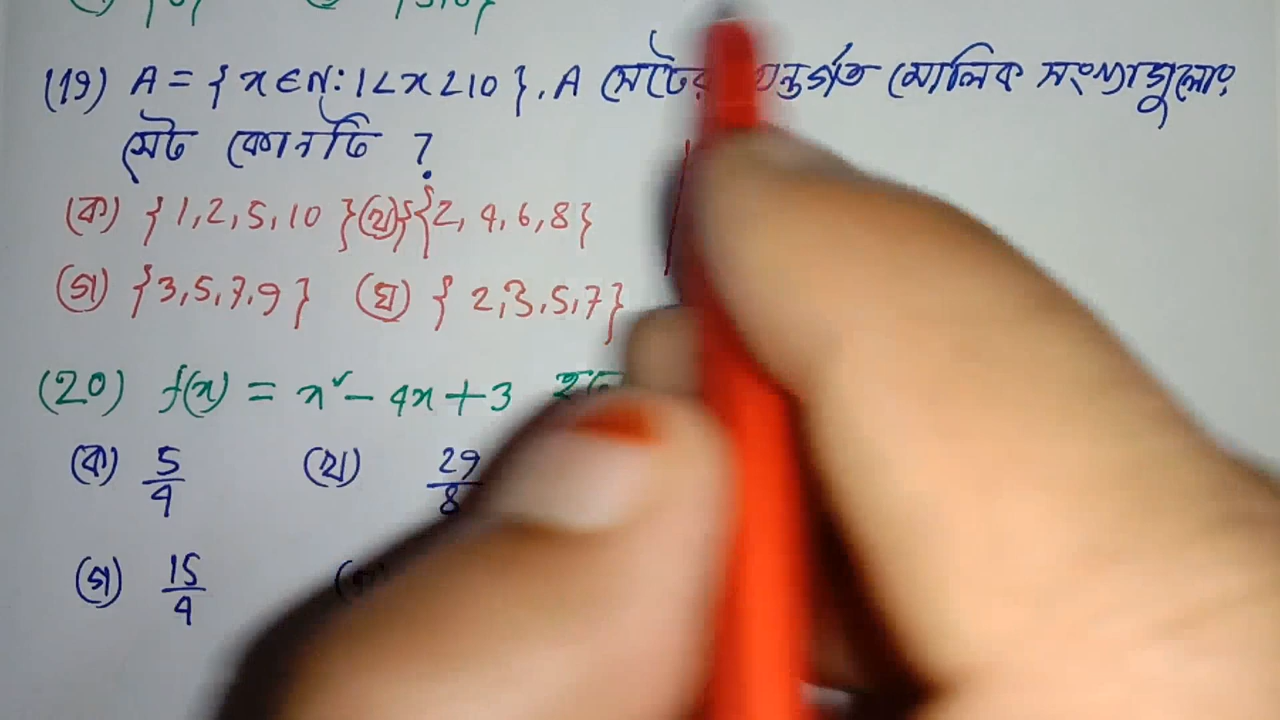 (19) A = { x ∈ N : 1 < x < 10 }, A সেটের অন্তর্গত মৌলিক সংখ্যাগুলোর
সেট কোনটি ?
(ক) { 1, 2, 5, 10 } (খ) { 2, 4, 6, 8 }
(গ) { 3, 5, 7, 9 } (ঘ) { 2, 3, 5, 7 }
(20) f(x) = x² - 4x + 3
(ক) 5/4 (খ) 29/8
(গ) 15/4